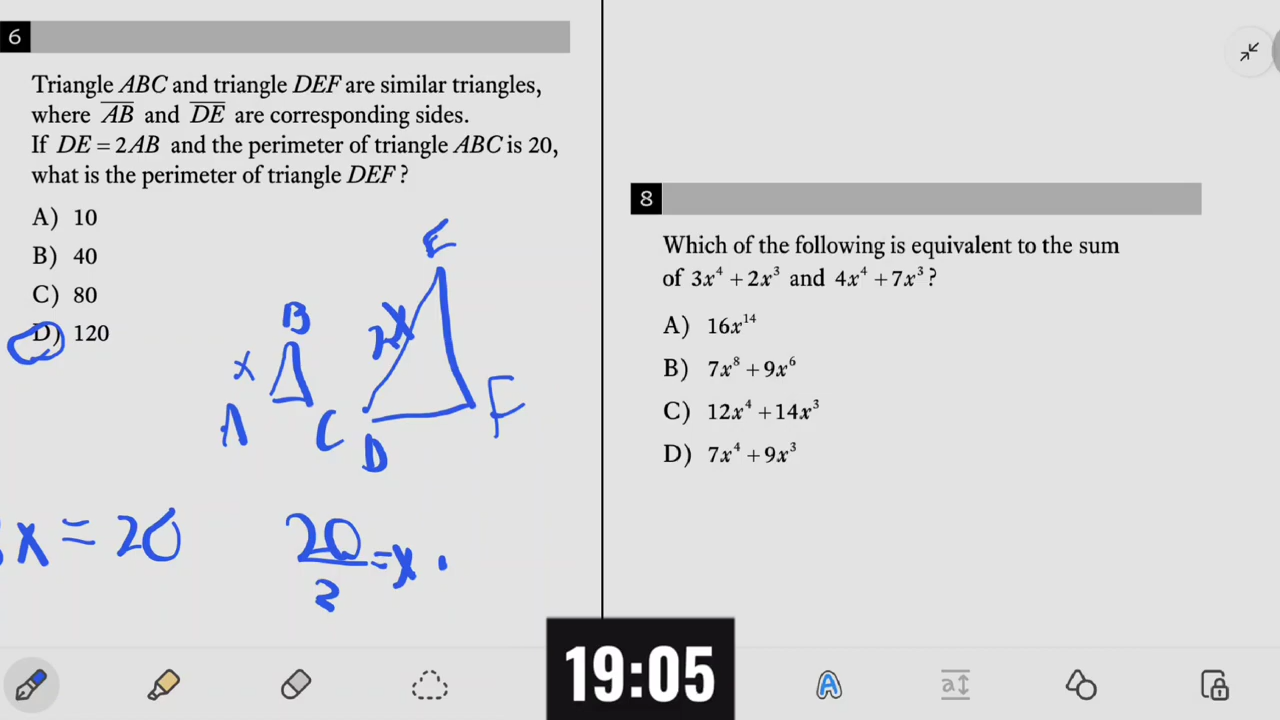 6
Triangle ABC and triangle DEF are similar triangles,
where AB and DE are corresponding sides.
If DE = 2AB and the perimeter of triangle ABC is 20,
what is the perimeter of triangle DEF?
A) 10
B) 40
C) 80
D) 120
E
B
2x
x
A
C
D
F
x = 20
20/3 = x ·
8
Which of the following is equivalent to the sum
of 3x⁴ + 2x³ and 4x⁴ + 7x³?
A) 16x¹⁴
B) 7x⁸ + 9x⁶
C) 12x⁴ + 14x³
D) 7x⁴ + 9x³
19:05
A
a